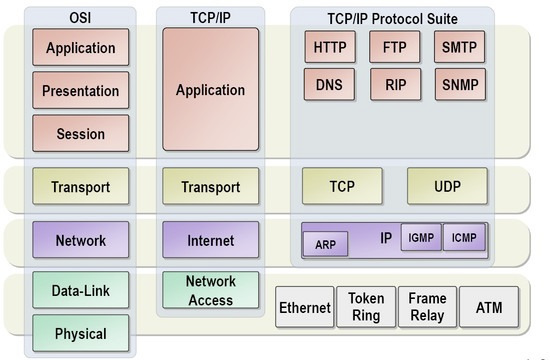 OSI
TCP/IP
TCP/IP Protocol Suite
Application
Presentation
Session
Application
HTTP
FTP
SMTP
DNS
RIP
SNMP
Transport
Transport
TCP
UDP
Network
Internet
ARP
IP
IGMP
ICMP
Data-Link
Physical
Network
Access
Ethernet
Token
Ring
Frame
Relay
ATM